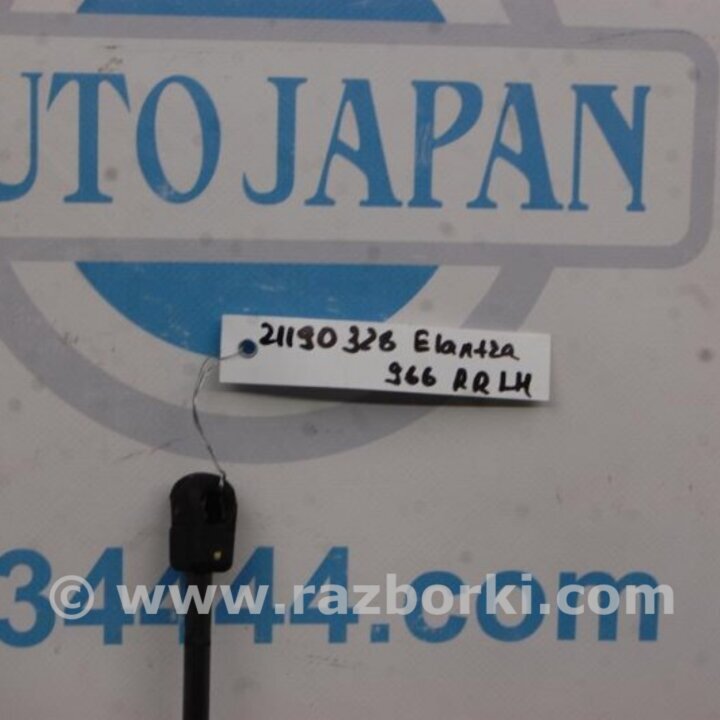 UTO JAPAN
21190328 Elantra
966 RR LH
34444.com
© www.razborki.com